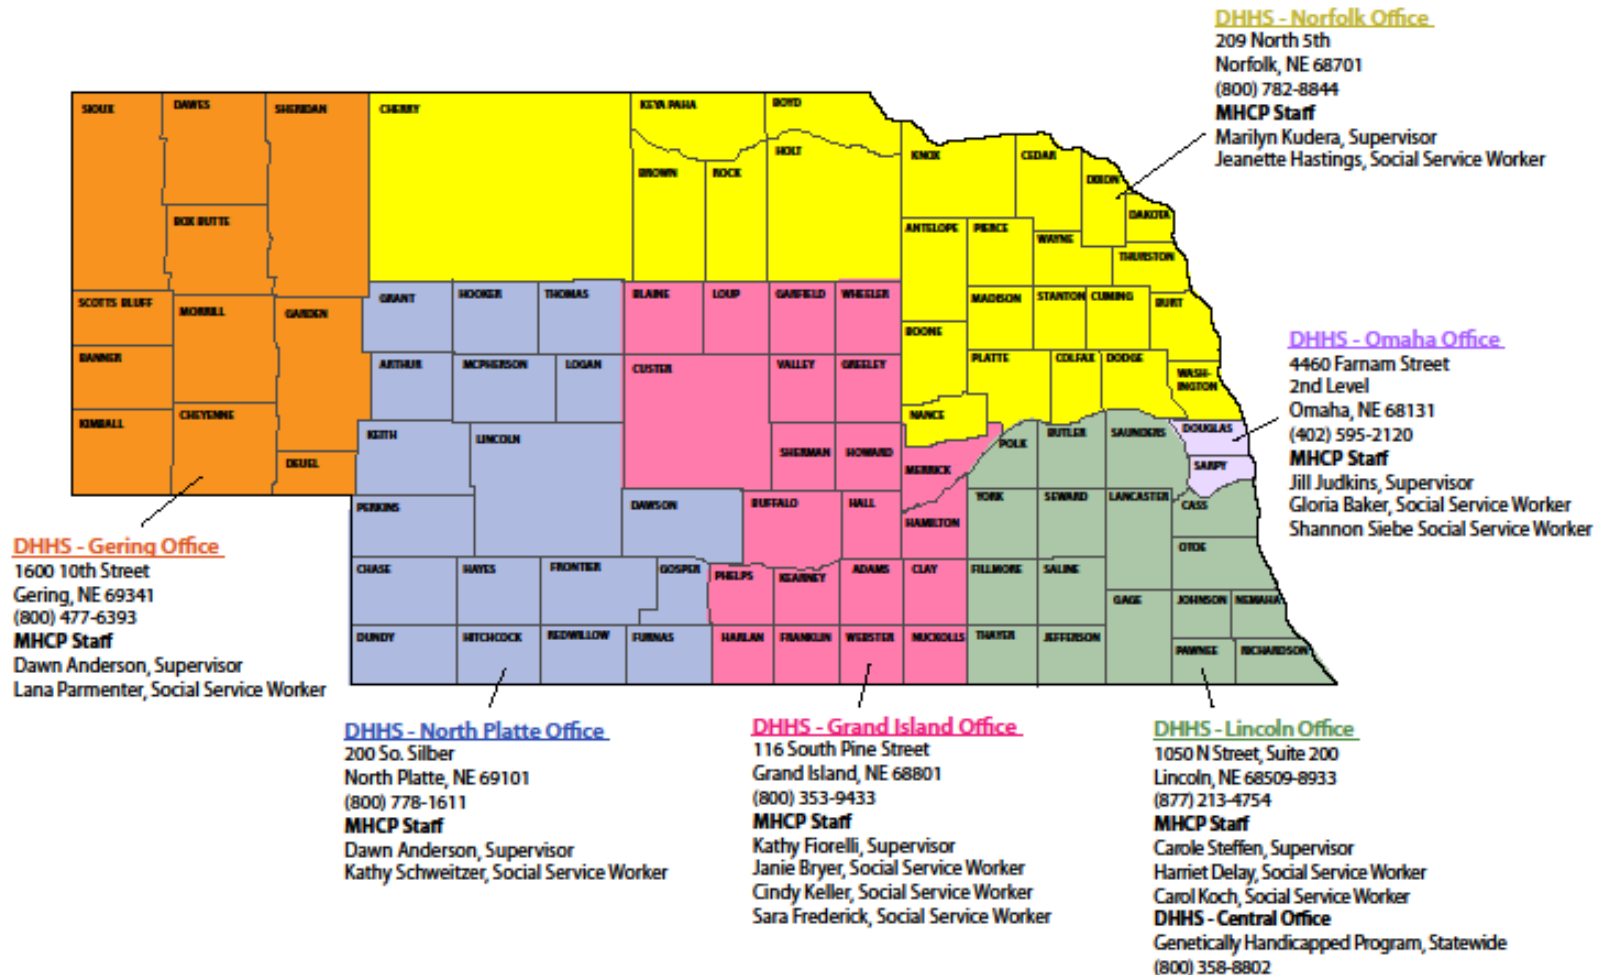 DHHS - Norfolk Office
209 North 5th
Norfolk, NE 68701
(800) 782-8844
MHCP Staff
Marilyn Kudera, Supervisor
Jeanette Hastings, Social Service Worker
SIOUX
DAWES
SHERIDAN
CHERRY
KEYA PAHA
BOYD
HOLT
KNOX
CEDAR
DIXON
BROWN
ROCK
DAKOTA
BOX BUTTE
ANTELOPE
PIERCE
WAYNE
THURSTON
SCOTTS BLUFF
MORRILL
GARDEN
GRANT
HOOKER
THOMAS
BLAINE
LOUP
GARFIELD
WHEELER
MADISON
STANTON
CUMING
BURT
BOONE
BANNER
ARTHUR
MCPHERSON
LOGAN
CUSTER
VALLEY
GREELEY
PLATTE
COLFAX
DODGE
WASH-
INGTON
KIMBALL
CHEYENNE
NANCE
KEITH
LINCOLN
POLK
BUTLER
SAUNDERS
DOUGLAS
DEUEL
SHERMAN
HOWARD
MERRICK
SARPY
PERKINS
DAWSON
BUFFALO
HALL
HAMILTON
YORK
SEWARD
LANCASTER
CASS
OTOE
CHASE
HAYES
FRONTIER
GOSPER
PHELPS
KEARNEY
ADAMS
CLAY
FILLMORE
SALINE
GAGE
JOHNSON
NEMAHA
DUNDY
HITCHCOCK
REDWILLOW
FURNAS
HARLAN
FRANKLIN
WEBSTER
NUCKOLLS
THAYER
JEFFERSON
PAWNEE
RICHARDSON
DHHS - Omaha Office
4460 Farnam Street
2nd Level
Omaha, NE 68131
(402) 595-2120
MHCP Staff
Jill Judkins, Supervisor
Gloria Baker, Social Service Worker
Shannon Siebe Social Service Worker
DHHS - Gering Office
1600 10th Street
Gering, NE 69341
(800) 477-6393
MHCP Staff
Dawn Anderson, Supervisor
Lana Parmenter, Social Service Worker
DHHS - North Platte Office
200 So. Silber
North Platte, NE 69101
(800) 778-1611
MHCP Staff
Dawn Anderson, Supervisor
Kathy Schweitzer, Social Service Worker
DHHS - Grand Island Office
116 South Pine Street
Grand Island, NE 68801
(800) 353-9433
MHCP Staff
Kathy Fiorelli, Supervisor
Janie Bryer, Social Service Worker
Cindy Keller, Social Service Worker
Sara Frederick, Social Service Worker
DHHS - Lincoln Office
1050 N Street, Suite 200
Lincoln, NE 68509-8933
(877) 213-4754
MHCP Staff
Carole Steffen, Supervisor
Harriet Delay, Social Service Worker
Carol Koch, Social Service Worker
DHHS - Central Office
Genetically Handicapped Program, Statewide
(800) 358-8802